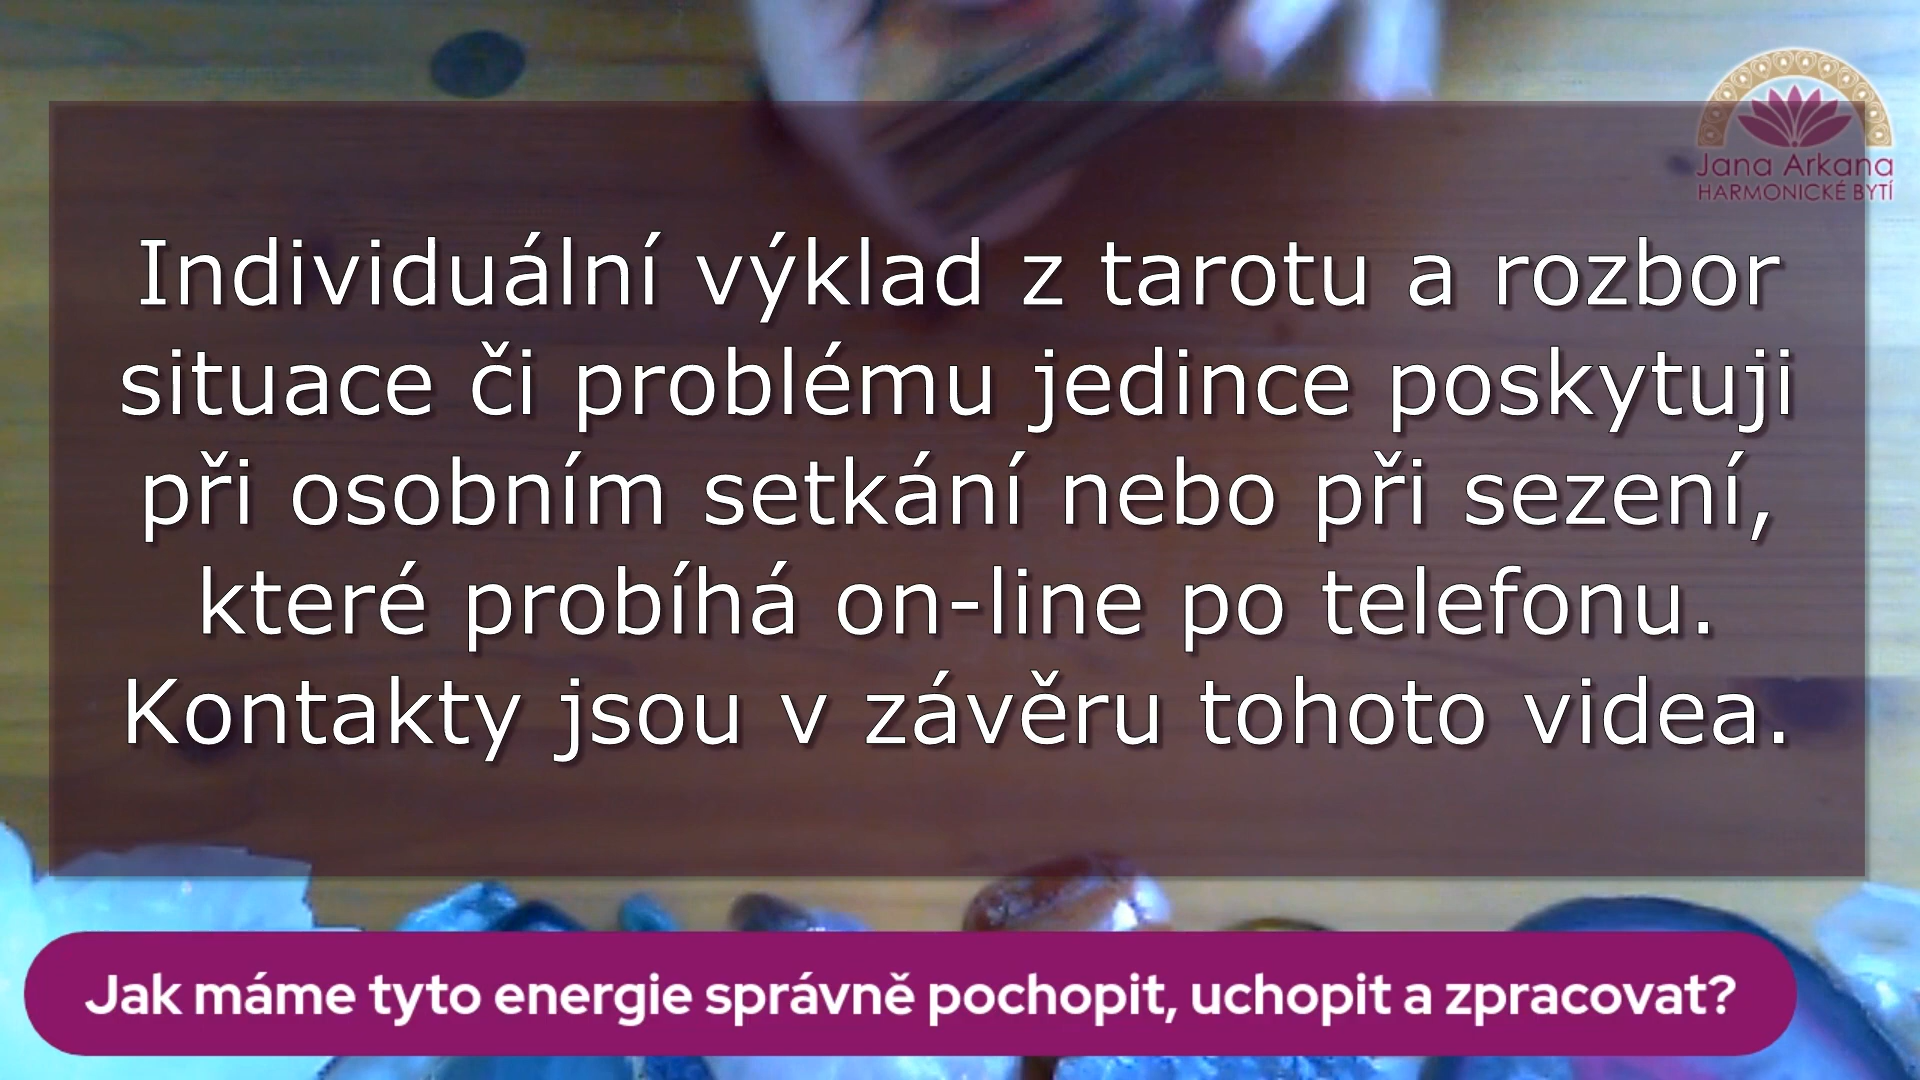 Jana Arkana
HARMONICKÉ BYTÍ
Individuální výklad z tarotu a rozbor
situace či problému jedince poskytuji
při osobním setkání nebo při sezení,
které probíhá on-line po telefonu.
Kontakty jsou v závěru tohoto videa.
Jak máme tyto energie správně pochopit, uchopit a zpracovat?